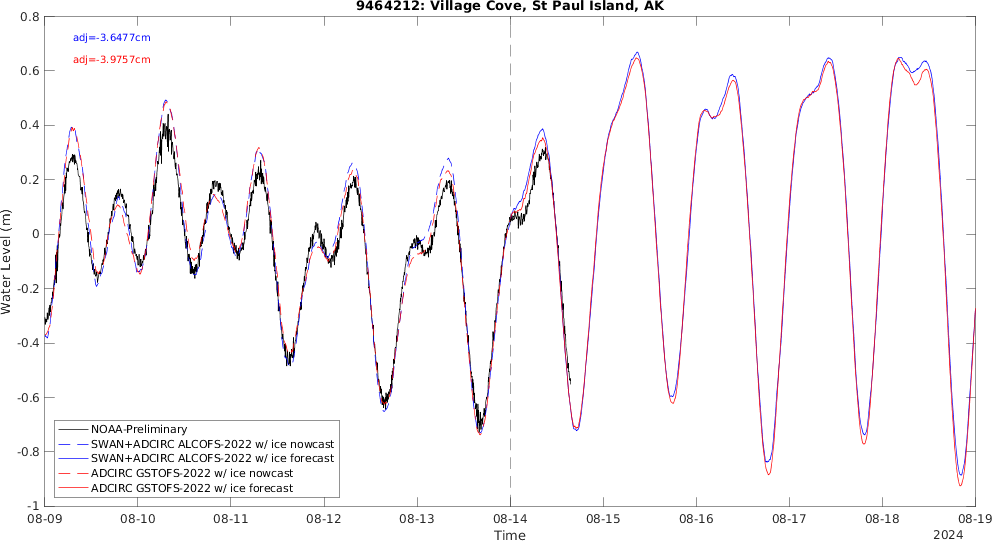 9464212: Village Cove, St Paul Island, AK
adj=-3.6477cm
adj=-3.9757cm
0.8
0.6
0.4
0.2
0
-0.2
-0.4
-0.6
-0.8
-1
Water Level (m)
NOAA-Preliminary
SWAN+ADCIRC ALCOFS-2022 w/ ice nowcast
SWAN+ADCIRC ALCOFS-2022 w/ ice forecast
ADCIRC GSTOFS-2022 w/ ice nowcast
ADCIRC GSTOFS-2022 w/ ice forecast
08-09 08-10 08-11 08-12 08-13 08-14 08-15 08-16 08-17 08-18 08-19
Time
2024